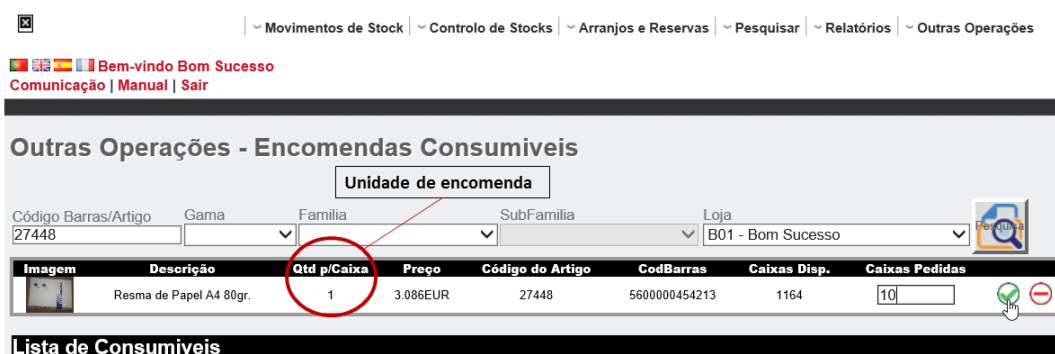 Movimentos de Stock Controlo de Stocks Arranjos e Reservas Pesquisar Relatórios Outras Operações
Bem-vindo Bom Sucesso
Comunicação | Manual | Sair
Outras Operações - Encomendas Consumiveis
Unidade de encomenda
Código Barras/Artigo Gama Familia SubFamilia Loja
27448 B01 - Bom Sucesso Pesquisa
Imagem Descrição Qtd p/Caixa Preço Código do Artigo CodBarras Caixas Disp. Caixas Pedidas
Resma de Papel A4 80gr. 1 3.086EUR 27448 5600000454213 1164 10
Lista de Consumiveis